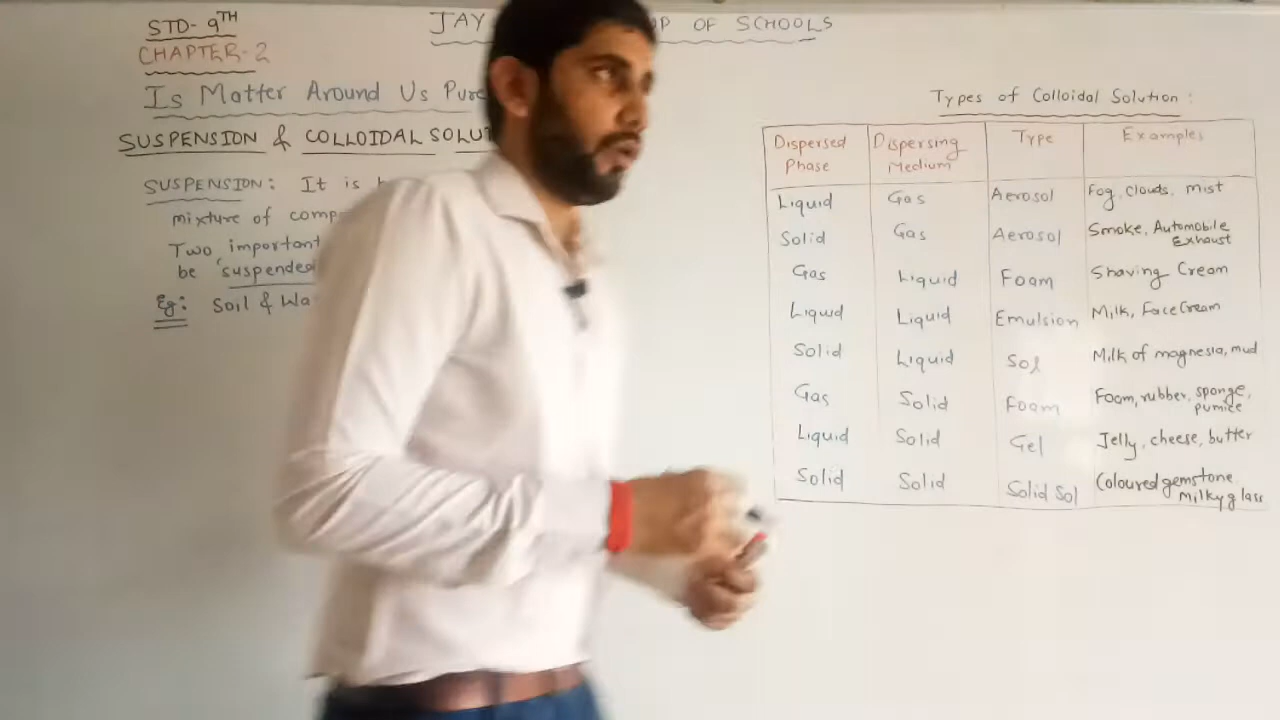 STD- 9TH
JAY OP OF SCHOOLS
CHAPTER-2
Is Matter Around Us Pure
SUSPENSION & COLLOIDAL SOLU
SUSPENSION: It is
mixture of comp
Two important
be 'suspended
Eg: Soil & Wa
Types of Colloidal Solution:
Dispersed Phase Dispersing Medium Type Examples
Liquid Gas Aerosol Fog, clouds, mist
Solid Gas Aerosol Smoke, Automobile Exhaust
Gas Liquid Foam Shaving Cream
Liquid Liquid Emulsion Milk, Face Cream
Solid Liquid Sol Milk of magnesia, mud
Gas Solid Foam Foam, rubber, sponge, pumice
Liquid Solid Gel Jelly, cheese, butter
Solid Solid Solid Sol Coloured gemstone Milky glass